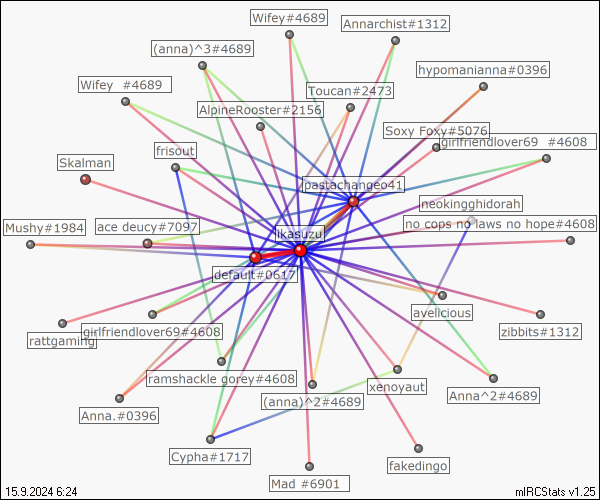 Wifey#4689
Annarchist#1312
(anna)^3#4689
hypomanianna#0396
Wifey  #4689
Toucan#2473
AlpineRooster#2156
Soxy Foxy#5076
girlfriendlover69  #4608
frisout
Skalman
pastachangeo41
neokingghidorah
Mushy#1984
ace deucy#7097
ikasuzu
no cops no laws no hope#4608
default#0617
avelicious
rattgaming
girlfriendlover69#4608
zibbits#1312
ramshackle gorey#4608
xenoyaut
Anna^2#4689
Anna.#0396
(anna)^2#4689
Cypha#1717
fakedingo
Mad #6901
15.9.2024 6:24
mIRCStats v1.25